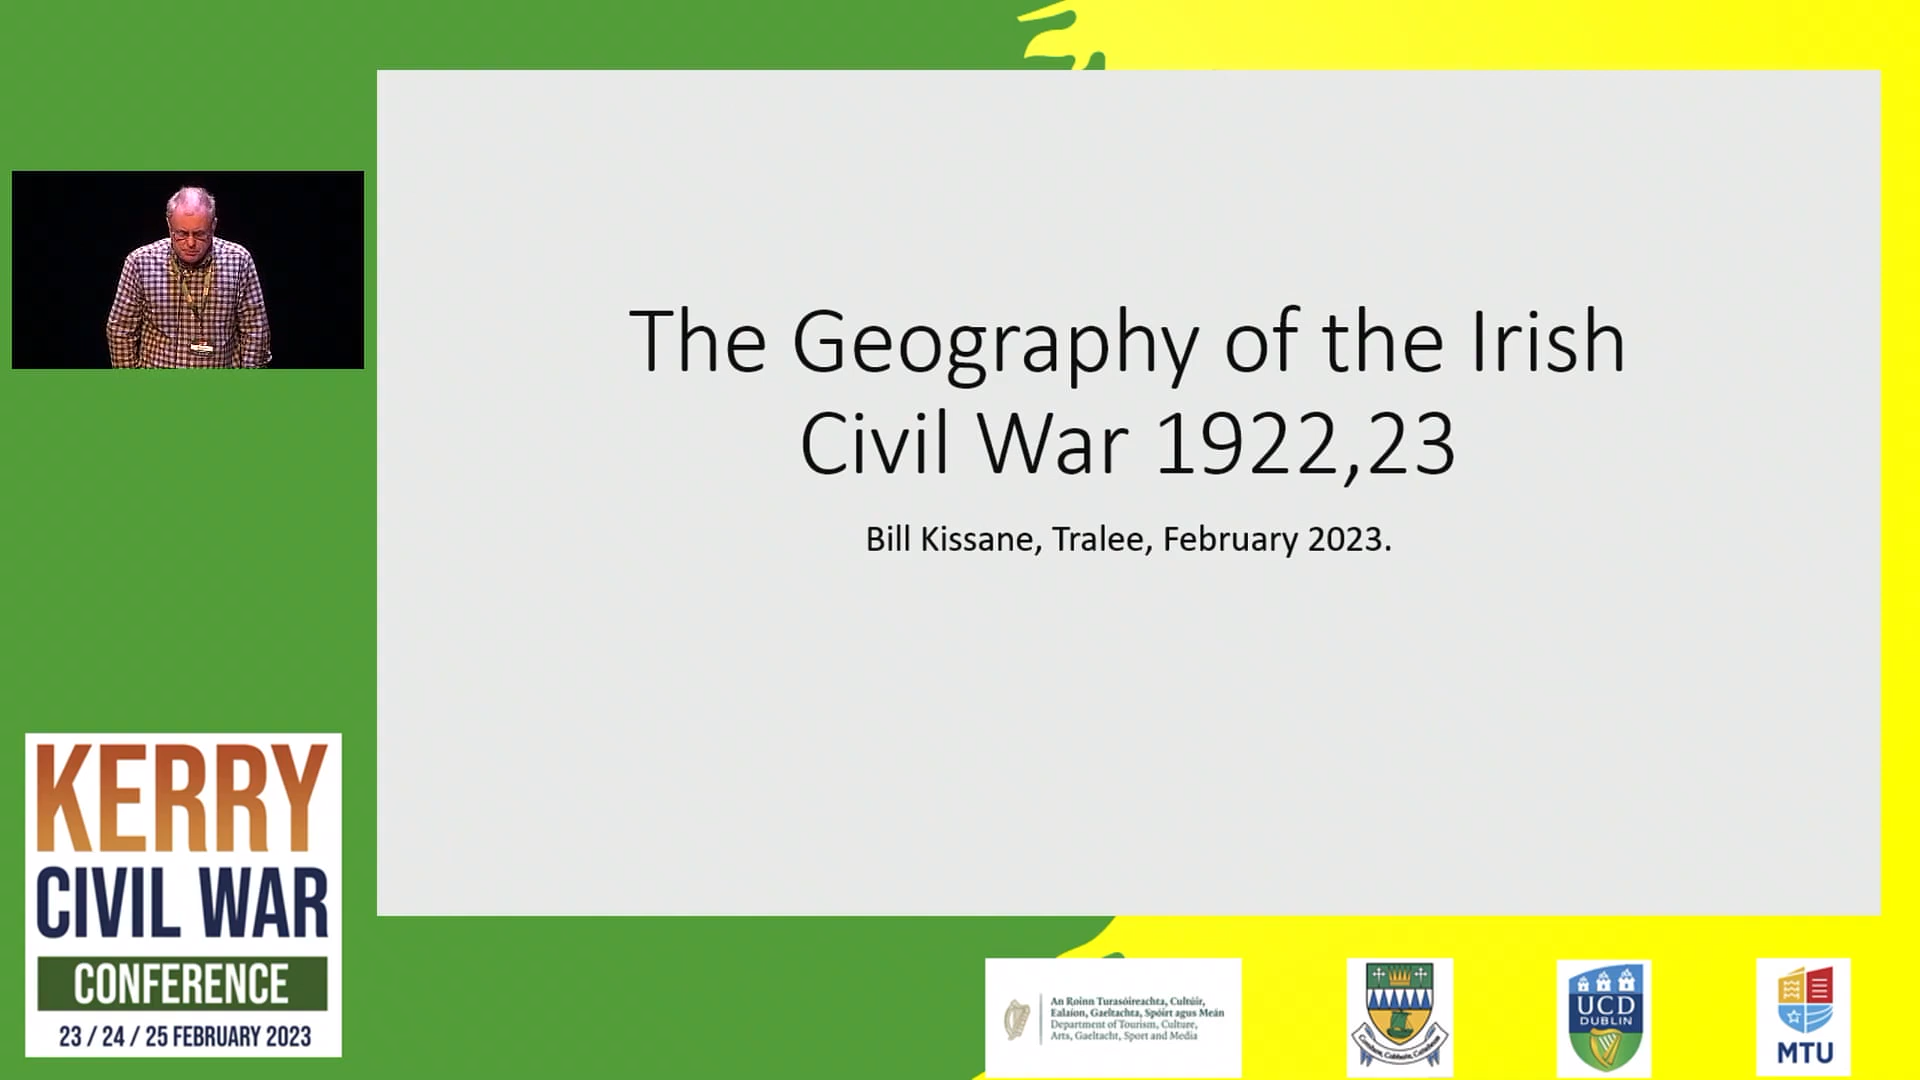 The Geography of the Irish
Civil War 1922,23
Bill Kissane, Tralee, February 2023.
KERRY
CIVIL WAR
CONFERENCE
23 / 24 / 25 FEBRUARY 2023
An Roinn Turasóireachta, Cultúir,
Ealaíon, Gaeltachta, Spóirt agus Meán
Department of Tourism, Culture,
Arts, Gaeltacht, Sport and Media
UCD
DUBLIN
MTU